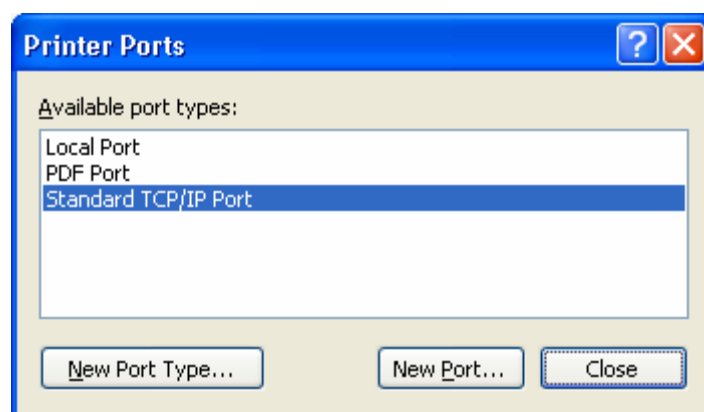 Printer Ports
Available port types:
Local Port
PDF Port
Standard TCP/IP Port
New Port Type... New Port... Close